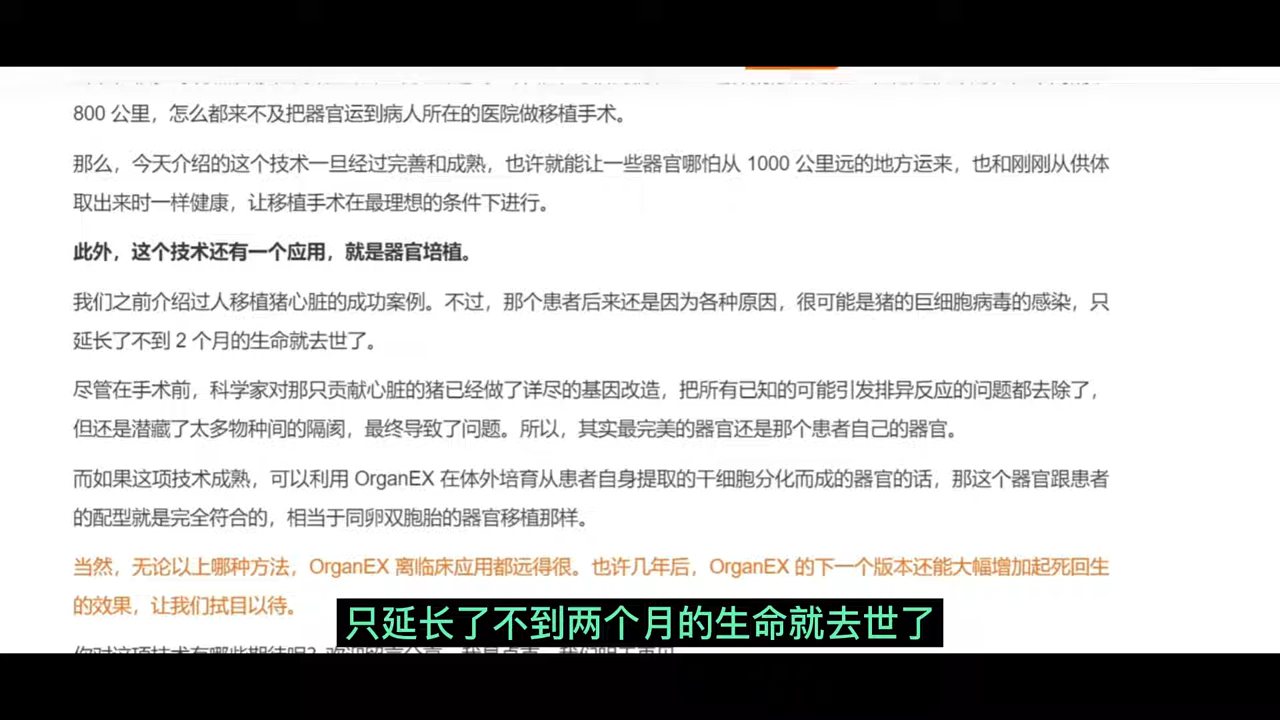 800 公里，怎么都来不及把器官运到病人所在的医院做移植手术。
那么，今天介绍的这个技术一旦经过完善和成熟，也许就能让一些器官哪怕从 1000 公里远的地方运来，也和刚刚从供体
取出来时一样健康，让移植手术在最理想的条件下进行。
此外，这个技术还有一个应用，就是器官培植。
我们之前介绍过人移植猪心脏的成功案例。不过，那个患者后来还是因为各种原因，很可能是猪的巨细胞病毒的感染，只
延长了不到 2 个月的生命就去世了。
尽管在手术前，科学家对那只贡献心脏的猪已经做了详尽的基因改造，把所有已知的可能引发排异反应的问题都去除了，
但还是潜藏了太多物种间的隔阂，最终导致了问题。所以，其实最完美的器官还是那个患者自己的器官。
而如果这项技术成熟，可以利用 OrganEX 在体外培育从患者自身提取的干细胞分化而成的器官的话，那这个器官跟患者
的配型就是完全符合的，相当于同卵双胞胎的器官移植那样。
当然，无论以上哪种方法，OrganEX 离临床应用都远得很。也许几年后，OrganEX 的下一个版本还能大幅增加起死回生
的效果，让我们拭目以待。
只延长了不到两个月的生命就去世了